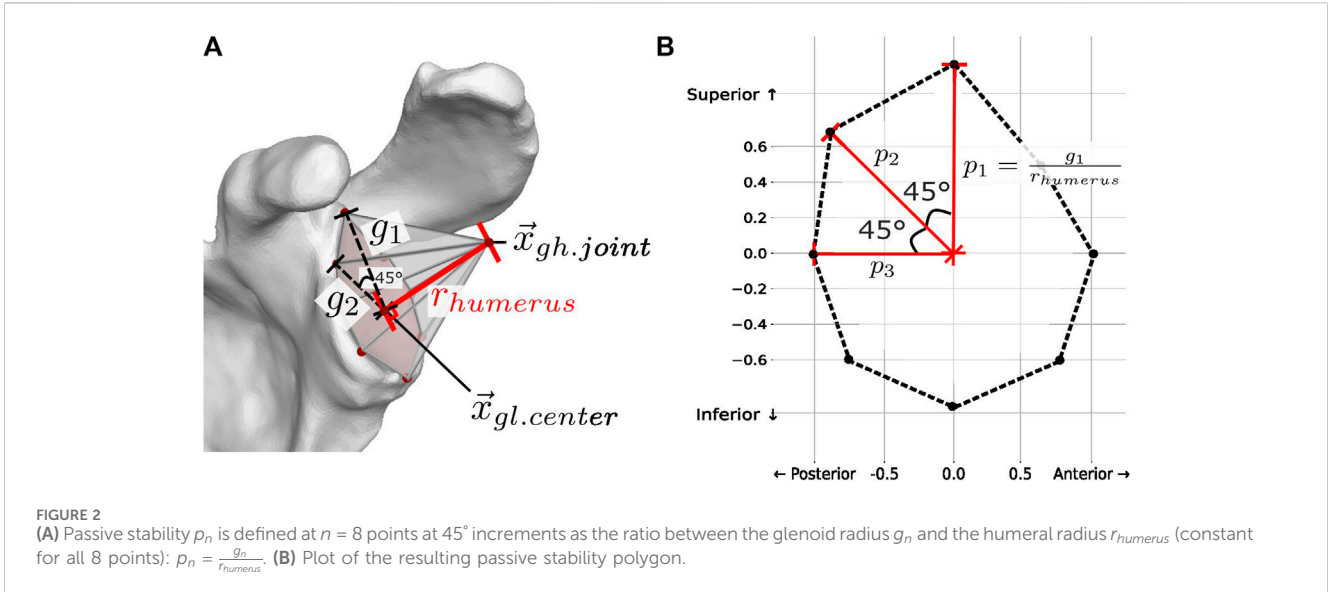 A
g1
g2
45°
x⃗gh.joint
rhumerus
x⃗gl.center
B
Superior ↑
0.6
0.4
0.2
0.0
−0.2
−0.4
−0.6
Inferior ↓
p2
45°
45°
p3
p1 = g1/rhumerus
← Posterior -0.5 0.0 0.5 Anterior →
FIGURE 2
(A) Passive stability pn is defined at n = 8 points at 45° increments as the ratio between the glenoid radius gn and the humeral radius rhumerus (constant
for all 8 points): pn = gn/rhumerus. (B) Plot of the resulting passive stability polygon.